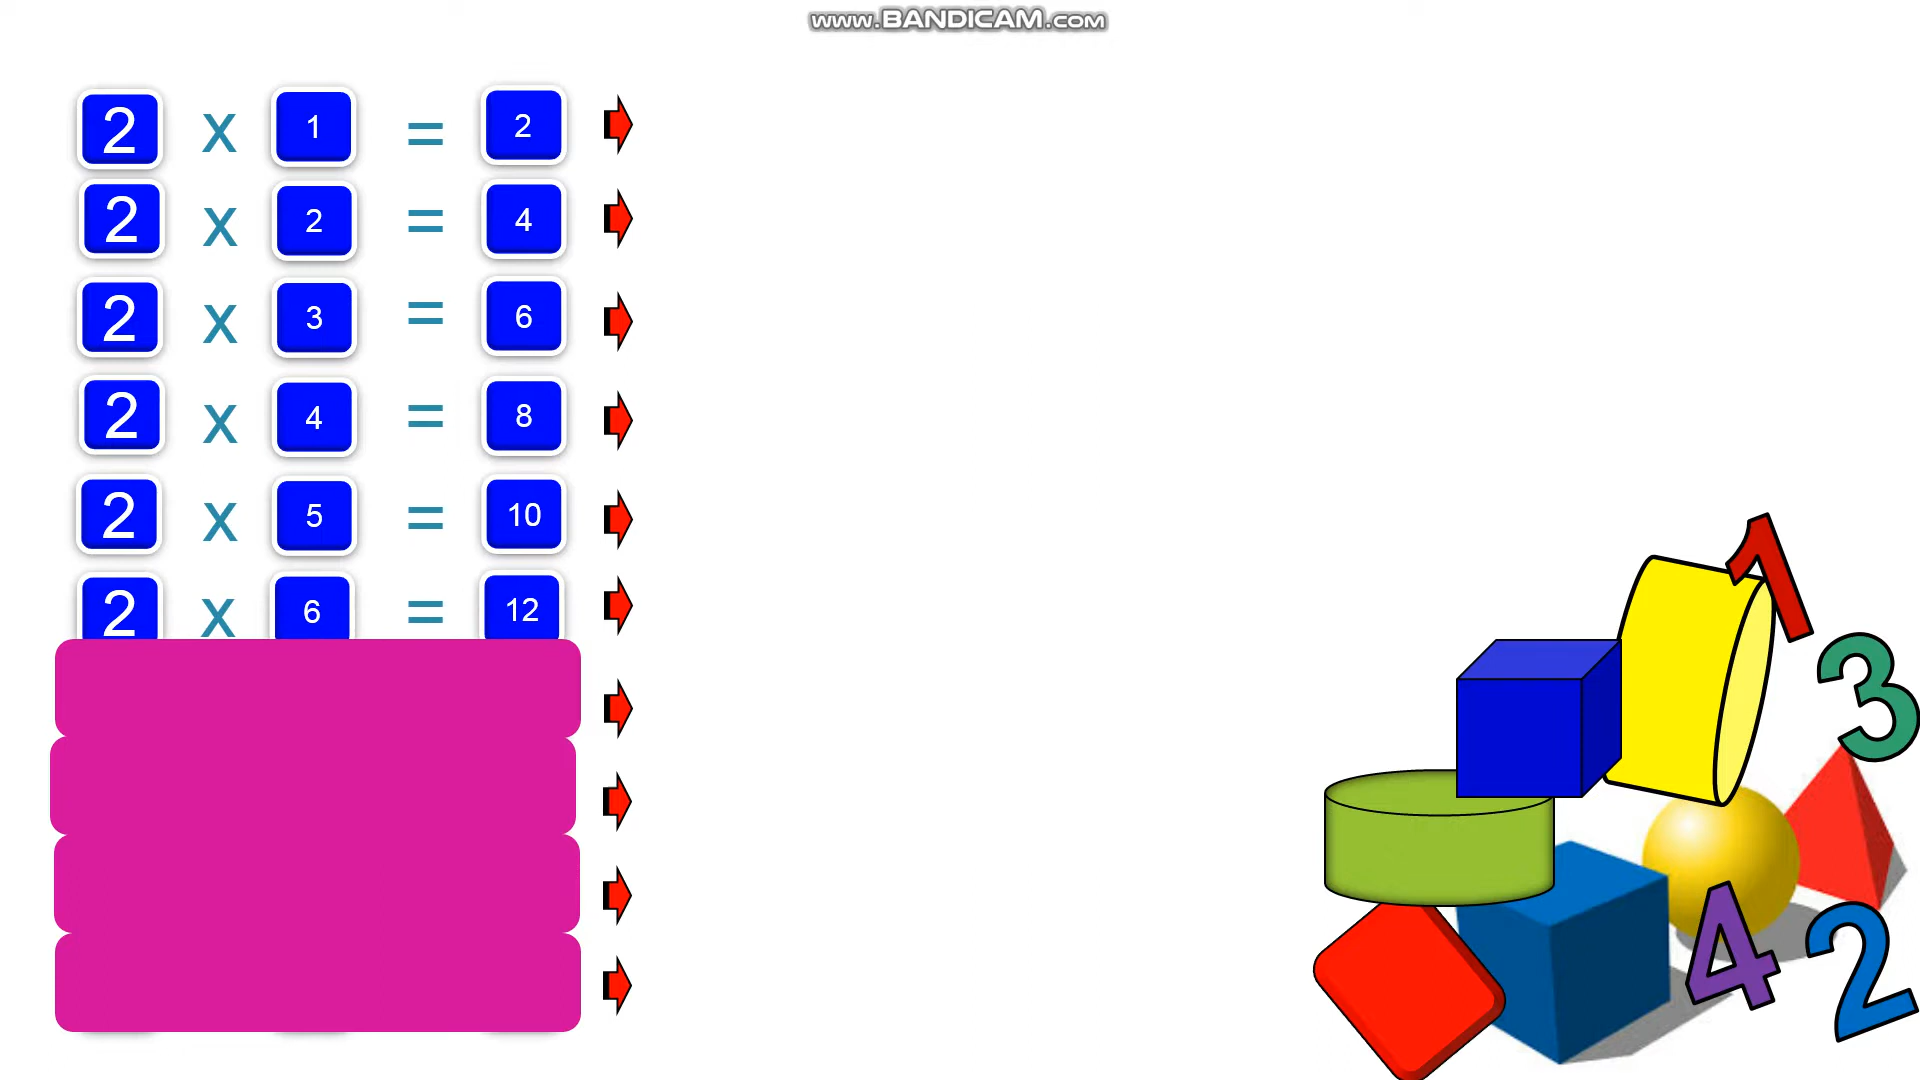 www.BANDICAM.com
2 x 1 = 2
2 x 2 = 4
2 x 3 = 6
2 x 4 = 8
2 x 5 = 10
2 x 6 = 12
1
3
4 2